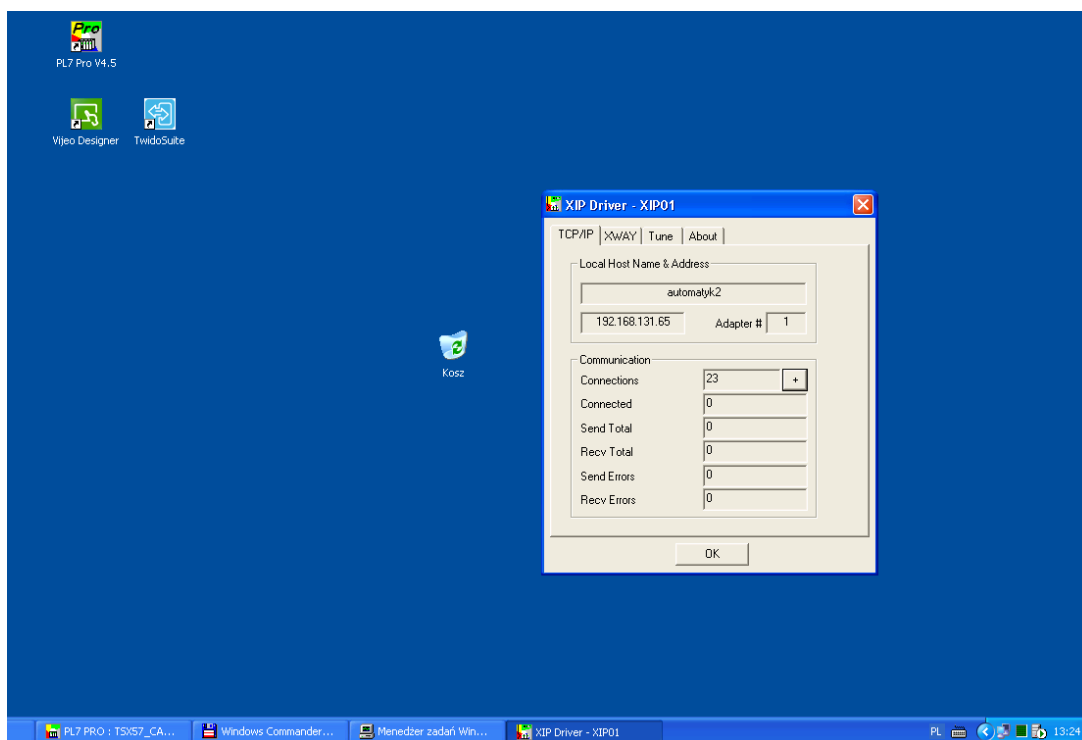 Pro
PL7 Pro V4.5
Vijeo Designer
TwidoSuite
Kosz
XIP Driver - XIP01
TCP/IP XWAY Tune About
Local Host Name & Address
automatyk2
192.168.131.65 Adapter # 1
Communication
Connections 23 +
Connected 0
Send Total 0
Recv Total 0
Send Errors 0
Recv Errors 0
OK
PL7 PRO : TSX57_CA... Windows Commander... Menedżer zadań Win... XIP Driver - XIP01 PL 13:24